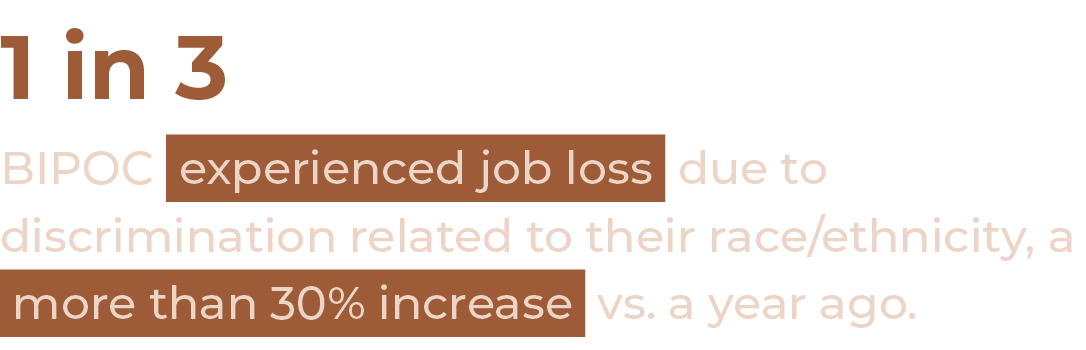 1 in 3
BIPOC experienced job loss due to
discrimination related to their race/ethnicity, a
more than 30% increase vs. a year ago.